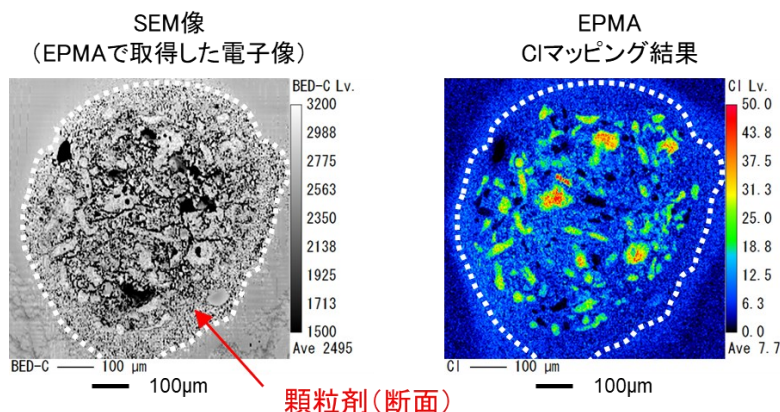 SEM像
（EPMAで取得した電子像）
EPMA
Clマッピング結果
BED-C Lv.
3200
2988
2775
2563
2350
2138
1925
1713
1500
Ave 2495
BED-C
100 μm
100μm
顆粒剤（断面）
Cl Lv.
50.0
43.8
37.5
31.3
25.0
18.8
12.5
6.3
0.0
Ave 7.7
Cl
100 μm
100μm